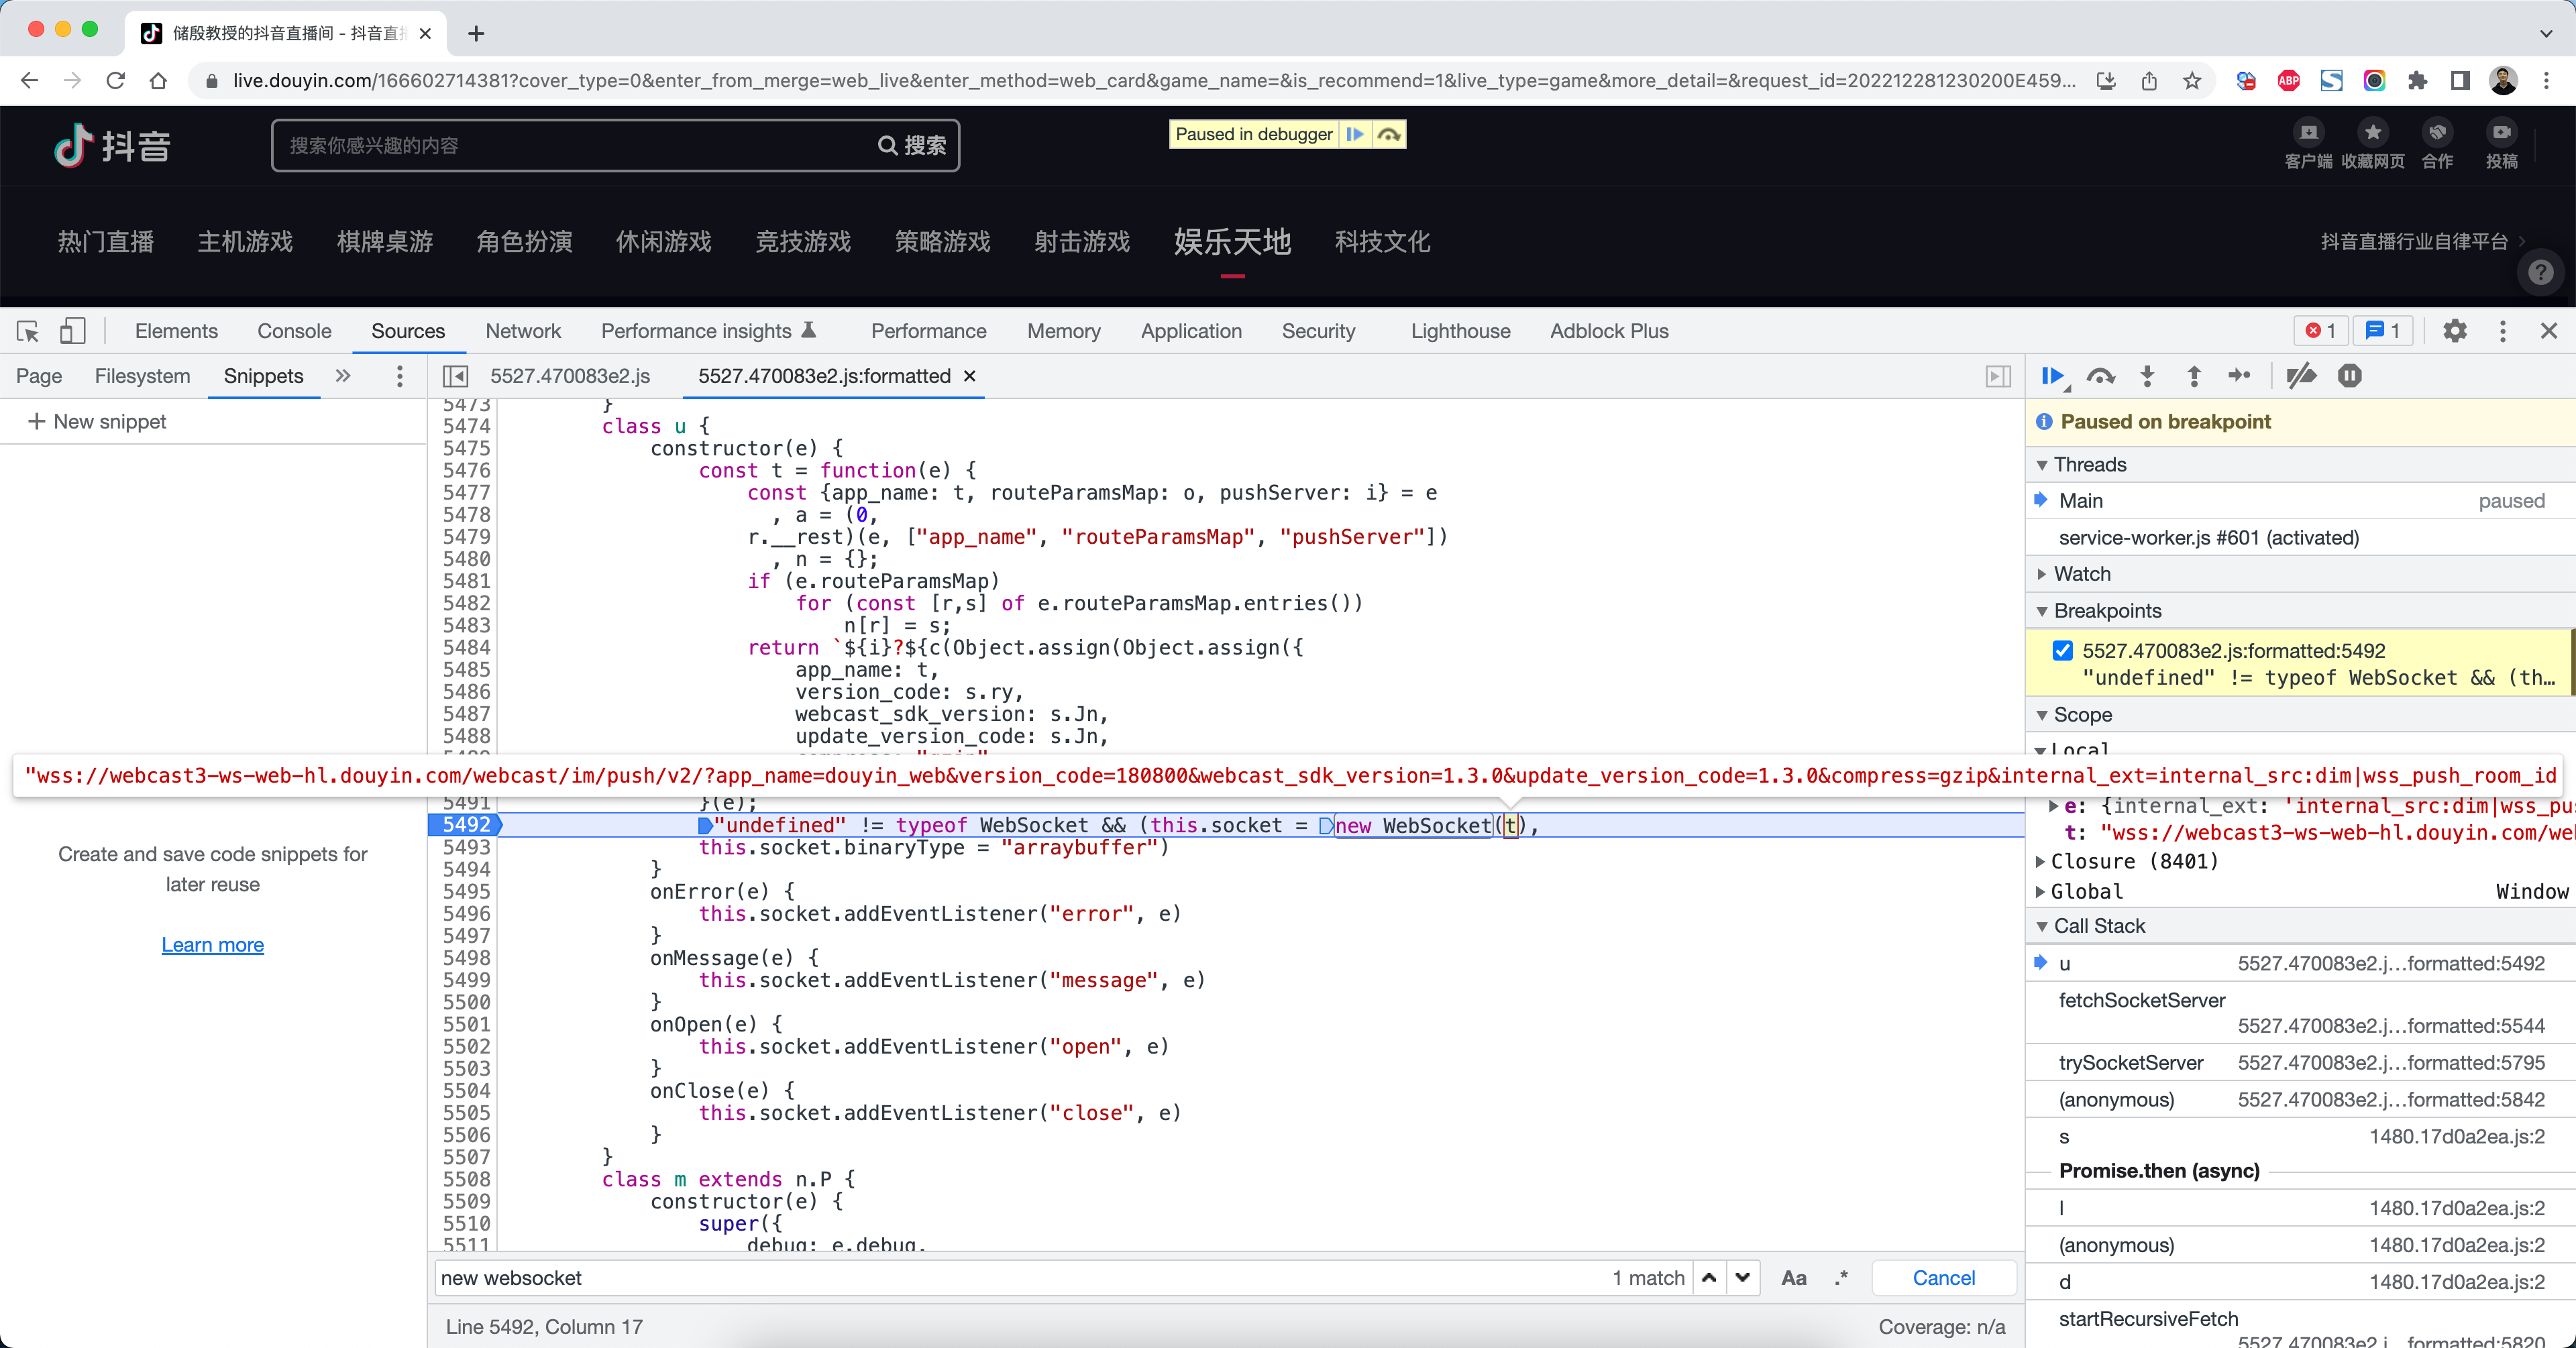 储殷教授的抖音直播间 - 抖音直
live.douyin.com/166602714381?cover_type=0&enter_from_merge=web_live&enter_method=web_card&game_name=&is_recommend=1&live_type=game&more_detail=&request_id=202212281230200E459...
ABP
抖音
搜索你感兴趣的内容
搜索
Paused in debugger
客户端 收藏网页 合作 投稿
热门直播 主机游戏 棋牌桌游 角色扮演 休闲游戏 竞技游戏 策略游戏 射击游戏 娱乐天地 科技文化
抖音直播行业自律平台
Elements Console Sources Network Performance insights Performance Memory Application Security Lighthouse Adblock Plus
1 1
Page Filesystem Snippets
5527.470083e2.js 5527.470083e2.js:formatted
+ New snippet
Create and save code snippets for
later reuse
Learn more
5473 }
5474 class u {
5475 constructor(e) {
5476 const t = function(e) {
5477 const {app_name: t, routeParamsMap: o, pushServer: i} = e
5478 , a = (0,
5479 r.__rest)(e, ["app_name", "routeParamsMap", "pushServer"])
5480 , n = {};
5481 if (e.routeParamsMap)
5482 for (const [r,s] of e.routeParamsMap.entries())
5483 n[r] = s;
5484 return `${i}?${c(Object.assign(Object.assign({
5485 app_name: t,
5486 version_code: s.ry,
5487 webcast_sdk_version: s.Jn,
5488 update_version_code: s.Jn,
"wss://webcast3-ws-web-hl.douyin.com/webcast/im/push/v2/?app_name=douyin_web&version_code=180800&webcast_sdk_version=1.3.0&update_version_code=1.3.0&compress=gzip&internal_ext=internal_src:dim|wss_push_room_id
5491 }(e);
5492 "undefined" != typeof WebSocket && (this.socket = new WebSocket(t),
5493 this.socket.binaryType = "arraybuffer")
5494 }
5495 onError(e) {
5496 this.socket.addEventListener("error", e)
5497 }
5498 onMessage(e) {
5499 this.socket.addEventListener("message", e)
5500 }
5501 onOpen(e) {
5502 this.socket.addEventListener("open", e)
5503 }
5504 onClose(e) {
5505 this.socket.addEventListener("close", e)
5506 }
5507 }
5508 class m extends n.P {
5509 constructor(e) {
5510 super({
5511 debug: e.debug,
new websocket
1 match
Aa .* Cancel
Line 5492, Column 17
Coverage: n/a
Paused on breakpoint
Threads
Main paused
service-worker.js #601 (activated)
Watch
Breakpoints
5527.470083e2.js:formatted:5492
"undefined" != typeof WebSocket && (th…
Scope
Local
e: {internal_ext: 'internal_src:dim|wss_pus
t: "wss://webcast3-ws-web-hl.douyin.com/we
Closure (8401)
Global Window
Call Stack
u 5527.470083e2.j…formatted:5492
fetchSocketServer
5527.470083e2.j…formatted:5544
trySocketServer 5527.470083e2.j…formatted:5795
(anonymous) 5527.470083e2.j…formatted:5842
s 1480.17d0a2ea.js:2
Promise.then (async)
l 1480.17d0a2ea.js:2
(anonymous) 1480.17d0a2ea.js:2
d 1480.17d0a2ea.js:2
startRecursiveFetch
5527.470083e2.j…formatted:5820